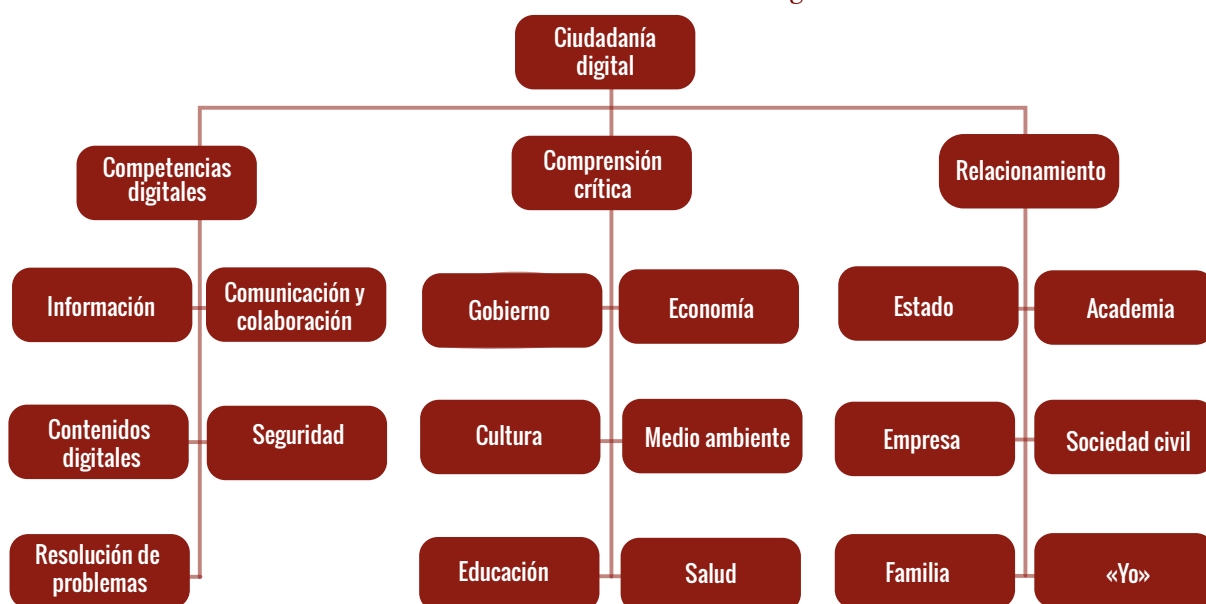 Ciudadanía
digital
Competencias
digitales
Comprensión
crítica
Relacionamiento
Información
Comunicación y
colaboración
Gobierno
Economía
Estado
Academia
Contenidos
digitales
Seguridad
Cultura
Medio ambiente
Empresa
Sociedad civil
Resolución de
problemas
Educación
Salud
Familia
«Yo»